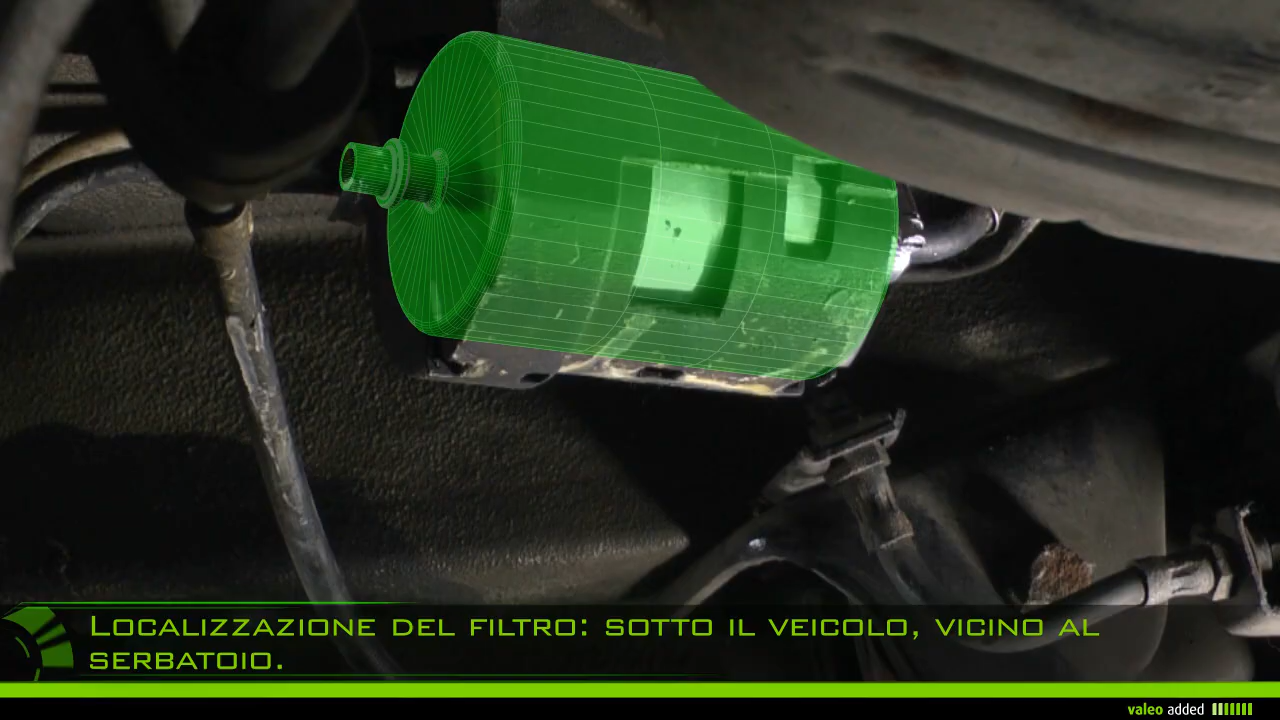 Localizzazione del filtro: sotto il veicolo, vicino al
serbatoio.
valeo added